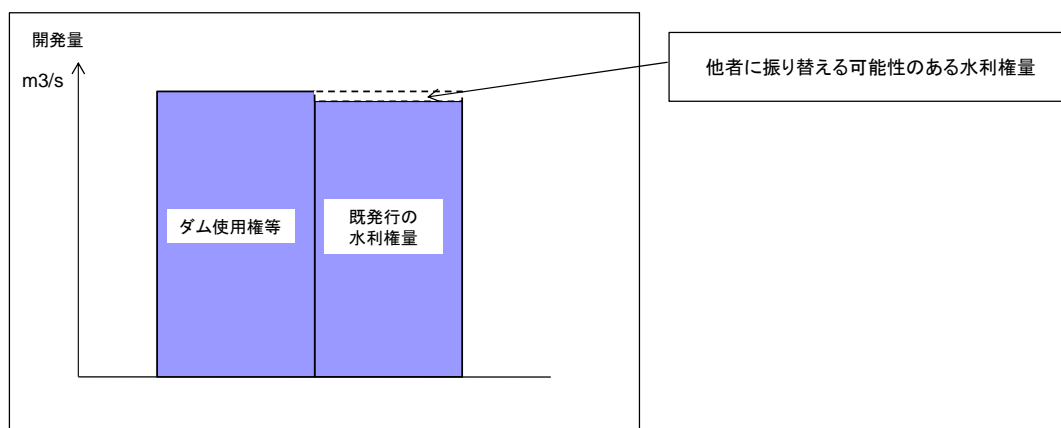 開発量
m3/s
他者に振り替える可能性のある水利権量
ダム使用権等
既発行の
水利権量